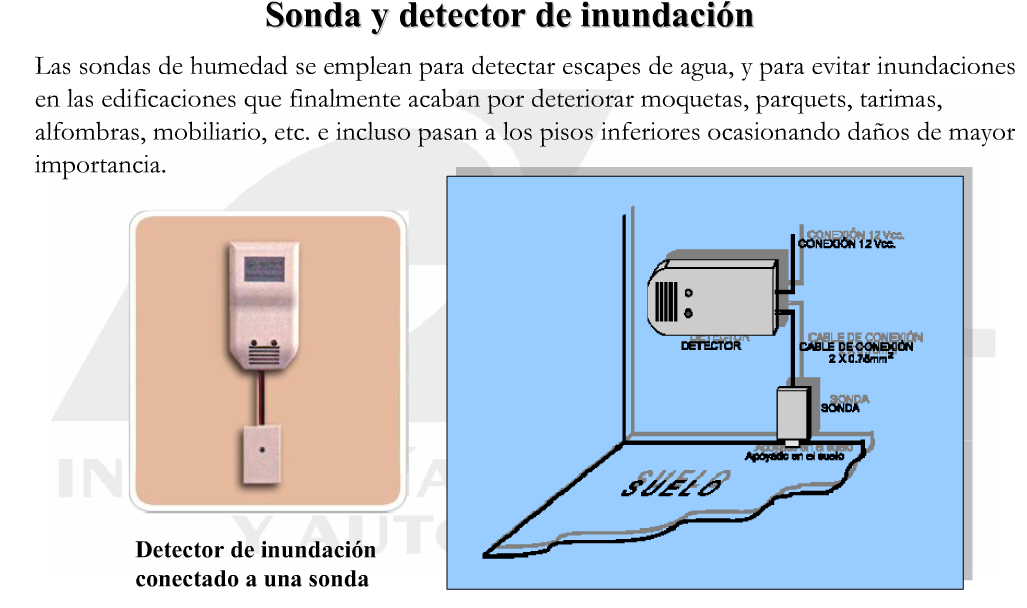 Sonda y detector de inundación
Las sondas de humedad se emplean para detectar escapes de agua, y para evitar inundaciones
en las edificaciones que finalmente acaban por deteriorar moquetas, parquets, tarimas,
alfombras, mobiliario, etc. e incluso pasan a los pisos inferiores ocasionando daños de mayor
importancia.
CONEXIÓN 12 Vcc.
DETECTOR
CABLE DE CONEXIÓN
2 X 0.75mm²
SONDA
Apoyado en el suelo
SUELO
Detector de inundación
conectado a una sonda